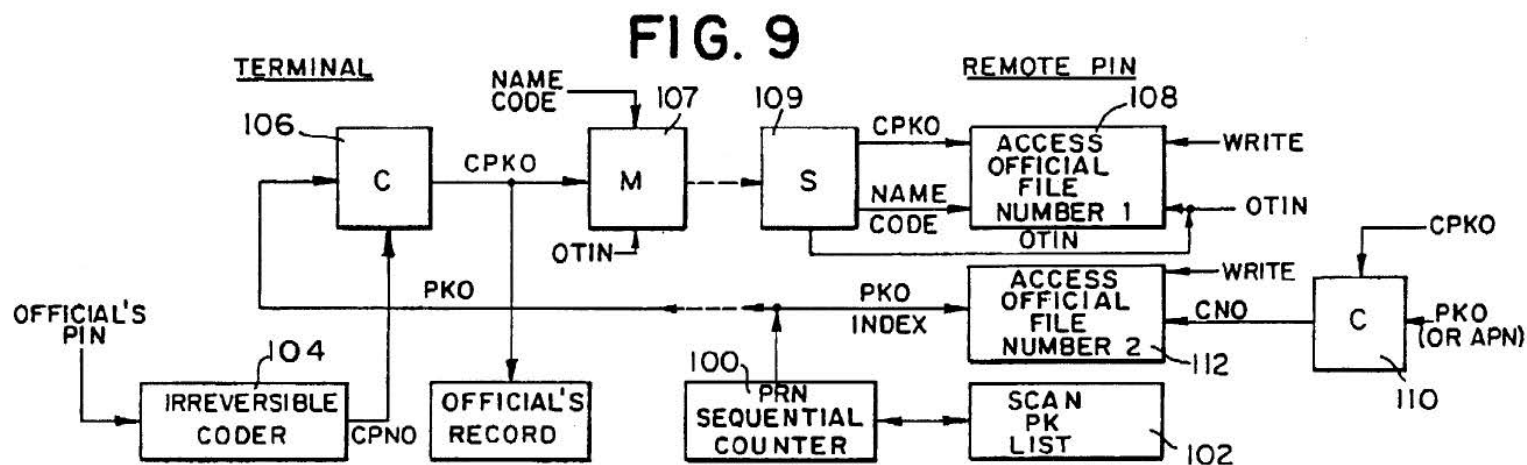 FIG. 9
TERMINAL
REMOTE PIN
NAME
CODE
106
107
109
108
C
CPKO
M
S
CPKO
NAME
CODE
OTIN
OTIN
ACCESS
OFFICIAL
FILE
NUMBER 1
WRITE
OTIN
CPKO
PKO
PKO
INDEX
ACCESS
OFFICIAL
FILE
NUMBER 2
WRITE
CNO
C
PKO
(OR APN)
112
110
OFFICIAL'S
PIN
104
IRREVERSIBLE
CODER
CPNO
OFFICIAL'S
RECORD
100
PRN
SEQUENTIAL
COUNTER
SCAN
PK
LIST
102